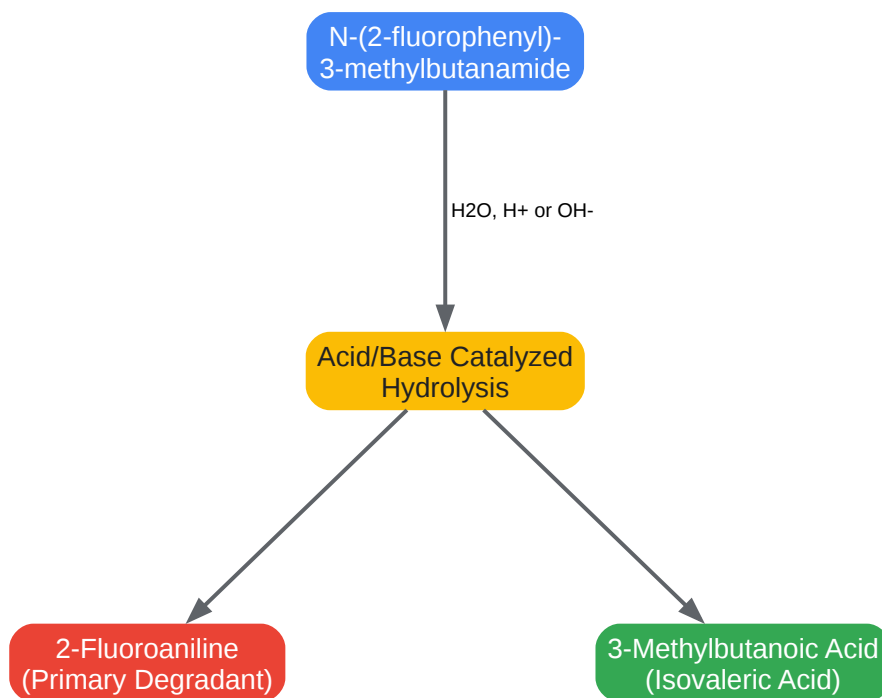 N-(2-fluorophenyl)-
3-methylbutanamide
H2O, H+ or OH-
Acid/Base Catalyzed
Hydrolysis
2-Fluoroaniline
(Primary Degradant)
3-Methylbutanoic Acid
(Isovaleric Acid)